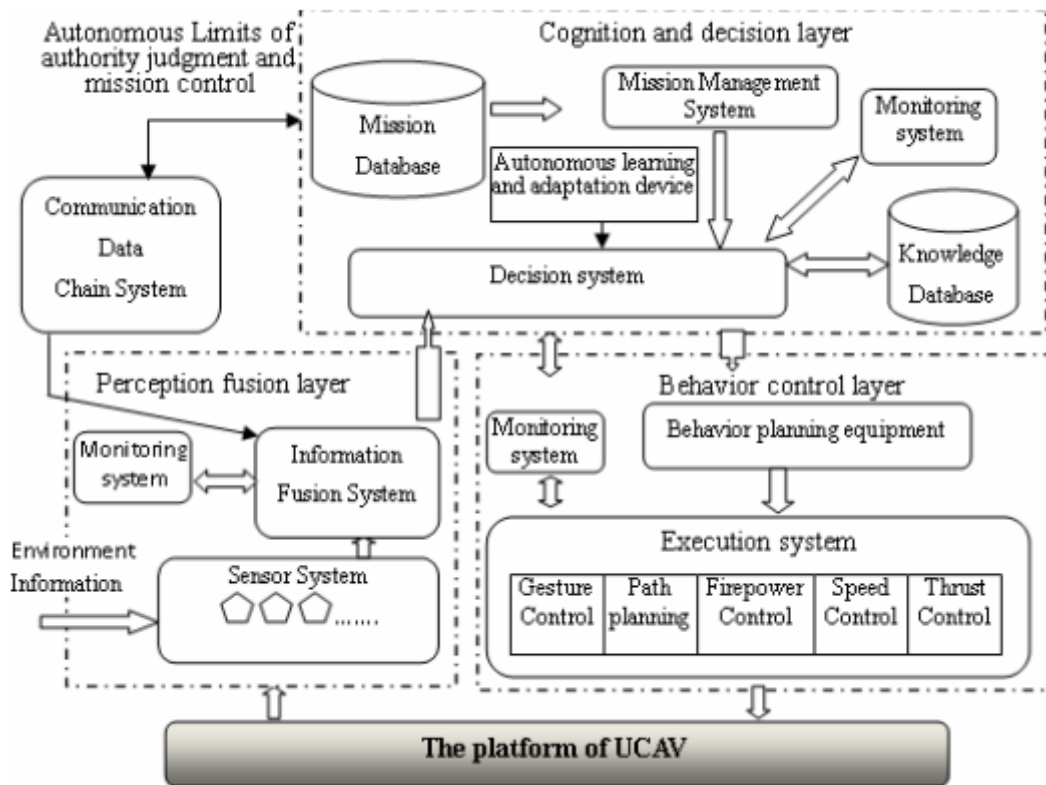 Autonomous Limits of
authority judgment and
mission control
Cognition and decision layer
Mission
Database
Mission Management
System
Monitoring
system
Autonomous learning
and adaptation device
Communication
Data
Chain System
Decision system
Knowledge
Database
Perception fusion layer
Monitoring
system
Information
Fusion System
Environment
Information
Sensor System
.......
Behavior control layer
Monitoring
system
Behavior planning equipment
Execution system
Gesture
Control
Path
planning
Firepower
Control
Speed
Control
Thrust
Control
The platform of UCAV